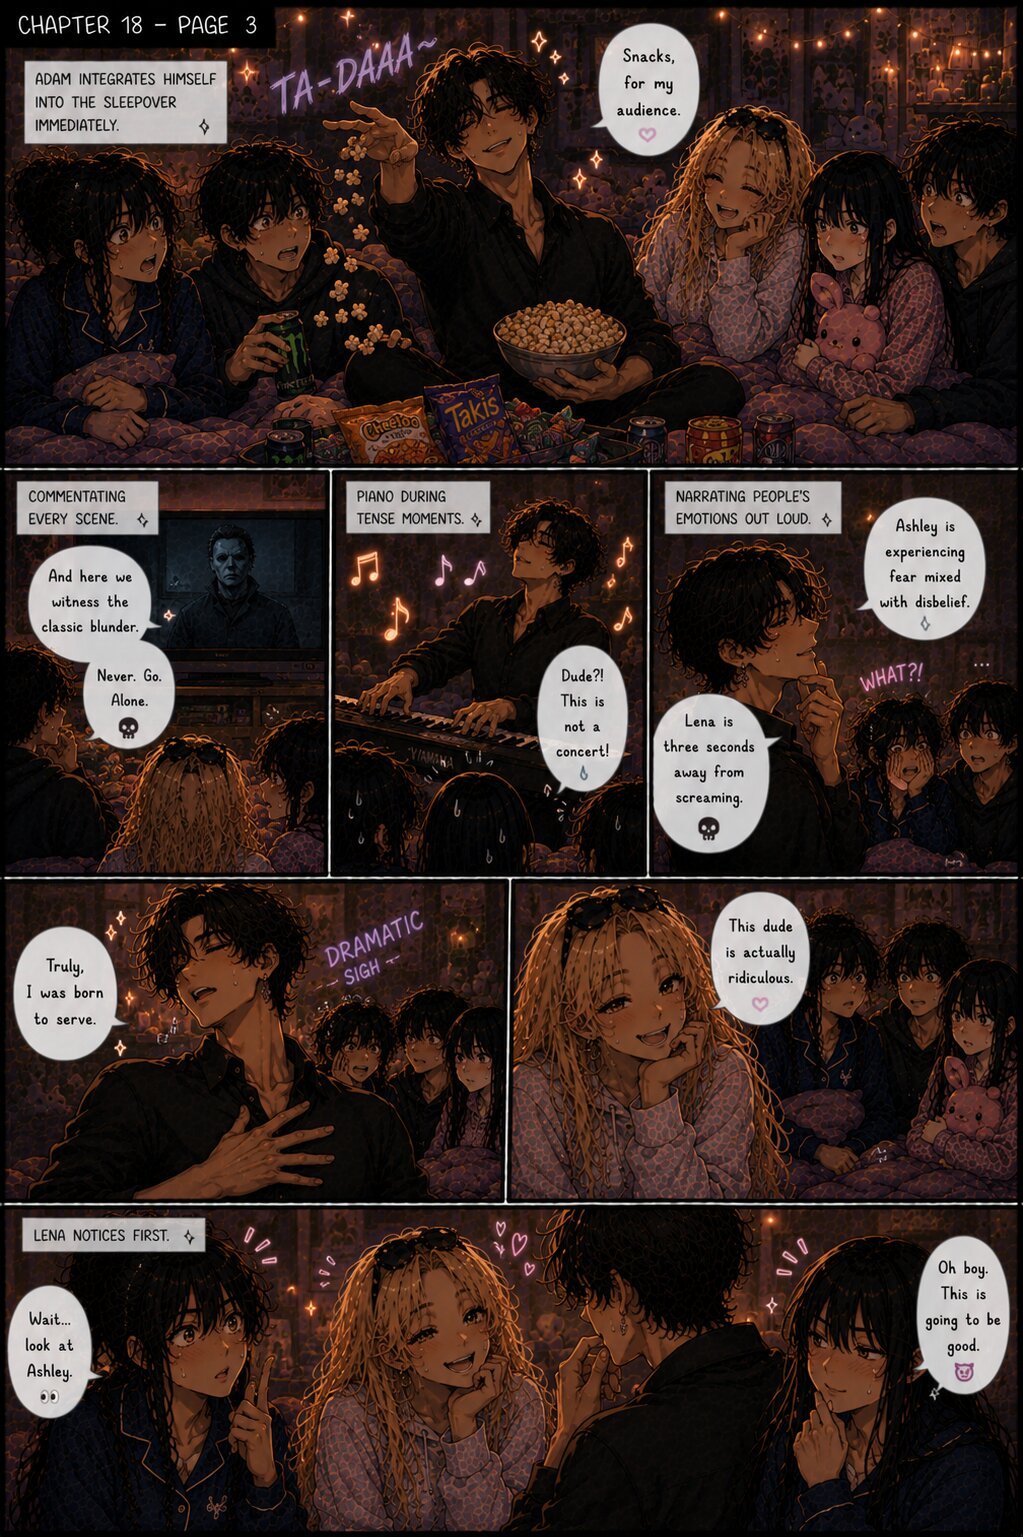 CHAPTER 18 – PAGE 3
ADAM INTEGRATES HIMSELF
INTO THE SLEEPOVER
IMMEDIATELY.
TA-DAAA~
Snacks,
for my
audience.
Takis
COMMENTATING
EVERY SCENE.
And here we
witness the
classic blunder.
Never. Go.
Alone.
PIANO DURING
TENSE MOMENTS.
Dude?!
This is
not a
concert!
YAMAHA
NARRATING PEOPLE'S
EMOTIONS OUT LOUD.
Ashley is
experiencing
fear mixed
with disbelief.
Lena is
three seconds
away from
screaming.
WHAT?!
...
Truly,
I was born
to serve.
DRAMATIC
– SIGH –
This dude
is actually
ridiculous.
LENA NOTICES FIRST.
Wait...
look at
Ashley.
Oh boy.
This is
going to be
good.